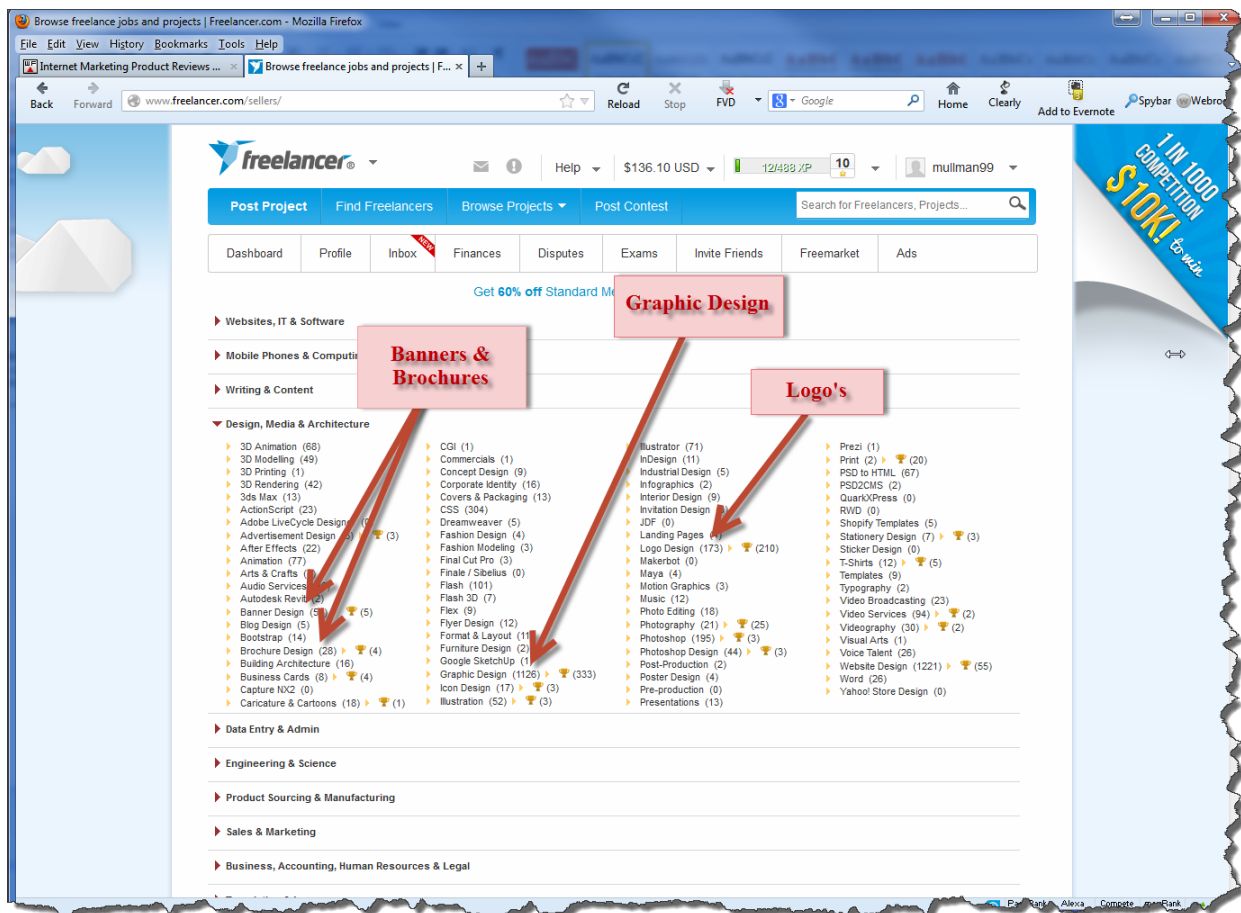 Browse freelance jobs and projects | Freelancer.com - Mozilla Firefox
File Edit View History Bookmarks Tools Help
Internet Marketing Product Reviews ... × Browse freelance jobs and projects | F... × +
Back Forward www.freelancer.com/sellers/ Reload Stop FVD Google Home Clearly Add to Evernote Spybar Webro
freelancer® Help $136.10 USD 12/488 XP 10 mullman99
1 IN 1000
COMPETITION
$10K!
to win
Post Project Find Freelancers Browse Projects Post Contest Search for Freelancers, Projects...
Dashboard Profile Inbox NEW Finances Disputes Exams Invite Friends Freemarket Ads
Get 60% off Standard
Graphic Design
Websites, IT & Software
Banners &
Brochures
Mobile Phones &
Logo's
Writing & Content
Design, Media & Architecture
3D Animation (68)
3D Modelling (49)
3D Printing (1)
3D Rendering (42)
3ds Max (13)
ActionScript (23)
Adobe LiveCycle
Advertisement Design (3)
After Effects (22)
Animation (77)
Arts & Crafts
Audio Services
Autodesk Revit (2)
Banner Design (5)
Blog Design (5)
Bootstrap (14)
Brochure Design (28) (4)
Building Architecture (16)
Business Cards (8) (4)
Capture NX2 (0)
Caricature & Cartoons (18) (1)
CGI (1)
Commercials (1)
Concept Design (9)
Corporate Identity (16)
Covers & Packaging (13)
CSS (304)
Dreamweaver (5)
Fashion Design (4)
Fashion Modeling (3)
Final Cut Pro (3)
Finale / Sibelius (0)
Flash (101)
Flash 3D (7)
Flex (9)
Flyer Design (12)
Format & Layout
Furniture Design
Google SketchUp
Graphic Design (1126) (333)
Icon Design (17) (3)
Illustration (52) (3)
Illustrator (71)
InDesign (11)
Industrial Design (5)
Infographics (2)
Interior Design (9)
Invitation Design
JDF (0)
Landing Pages
Logo Design (173) (210)
Makerbot (0)
Maya (4)
Motion Graphics (3)
Music (12)
Photo Editing (18)
Photography (21) (25)
Photoshop (195) (3)
Photoshop Design (44) (3)
Post-Production (2)
Poster Design (4)
Pre-production (0)
Presentations (13)
Prezi (1)
Print (2) (20)
PSD to HTML (67)
PSD2CMS (2)
QuarkXPress (0)
RWD (0)
Shopify Templates (5)
Stationery Design (7) (3)
Sticker Design (0)
T-Shirts (12) (5)
Templates (9)
Typography (2)
Video Broadcasting (23)
Video Services (94) (2)
Videography (30) (2)
Visual Arts (1)
Voice Talent (26)
Website Design (1221) (55)
Word (26)
Yahoo! Store Design (0)
Data Entry & Admin
Engineering & Science
Product Sourcing & Manufacturing
Sales & Marketing
Business, Accounting, Human Resources & Legal
Alexa Compete